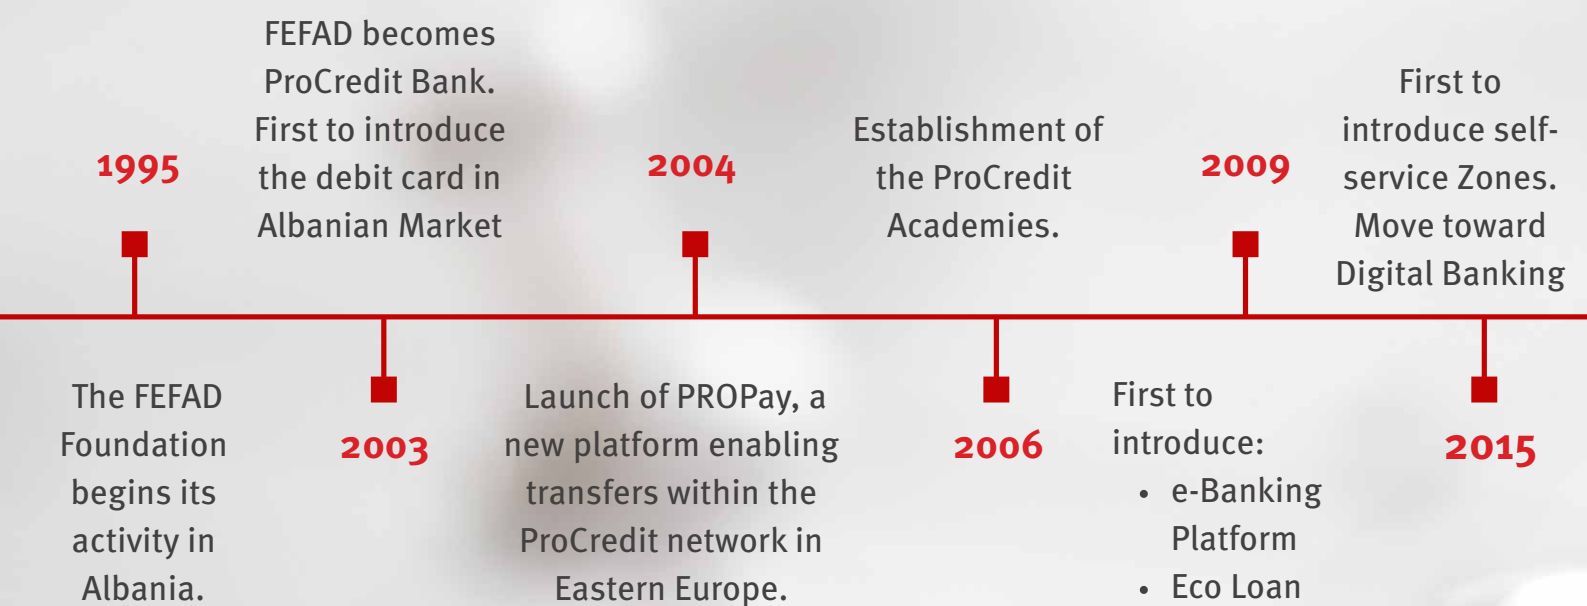 1995
The FEFAD
Foundation
begins its
activity in
Albania.
FEFAD becomes
ProCredit Bank.
First to introduce
the debit card in
Albanian Market
2003
2004
Launch of PROPay, a
new platform enabling
transfers within the
ProCredit network in
Eastern Europe.
Establishment of
the ProCredit
Academies.
2006
2009
First to
introduce:
• e-Banking
Platform
• Eco Loan
First to
introduce self-
service Zones.
Move toward
Digital Banking
2015